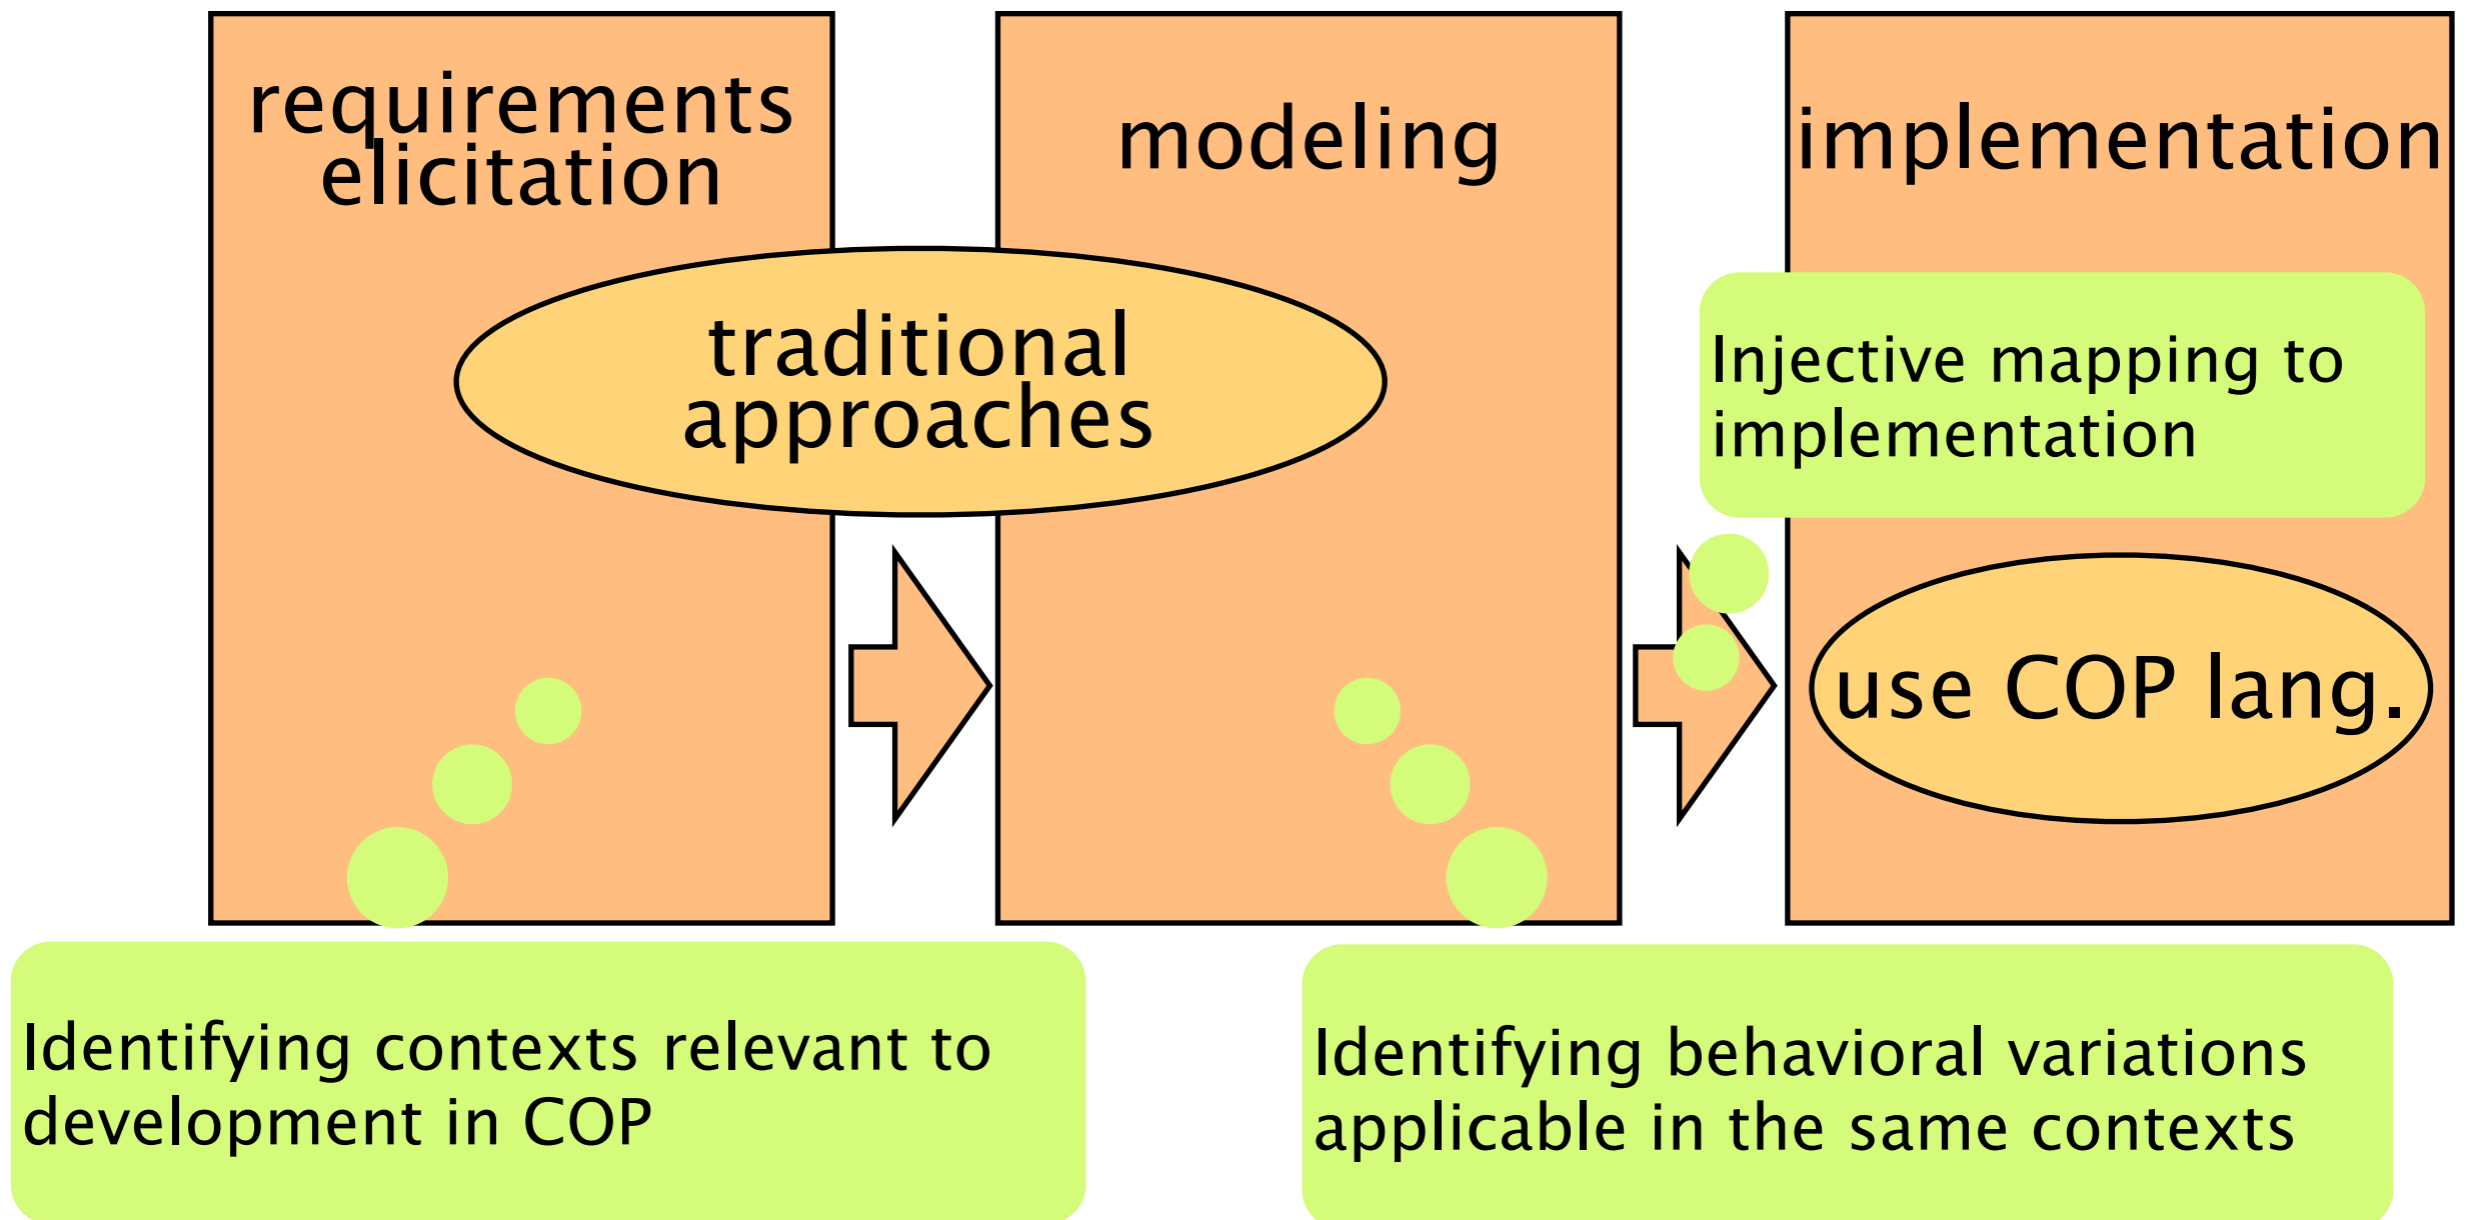 requirements
elicitation
modeling
implementation
traditional
approaches
Injective mapping to
implementation
use COP lang.
Identifying contexts relevant to
development in COP
Identifying behavioral variations
applicable in the same contexts